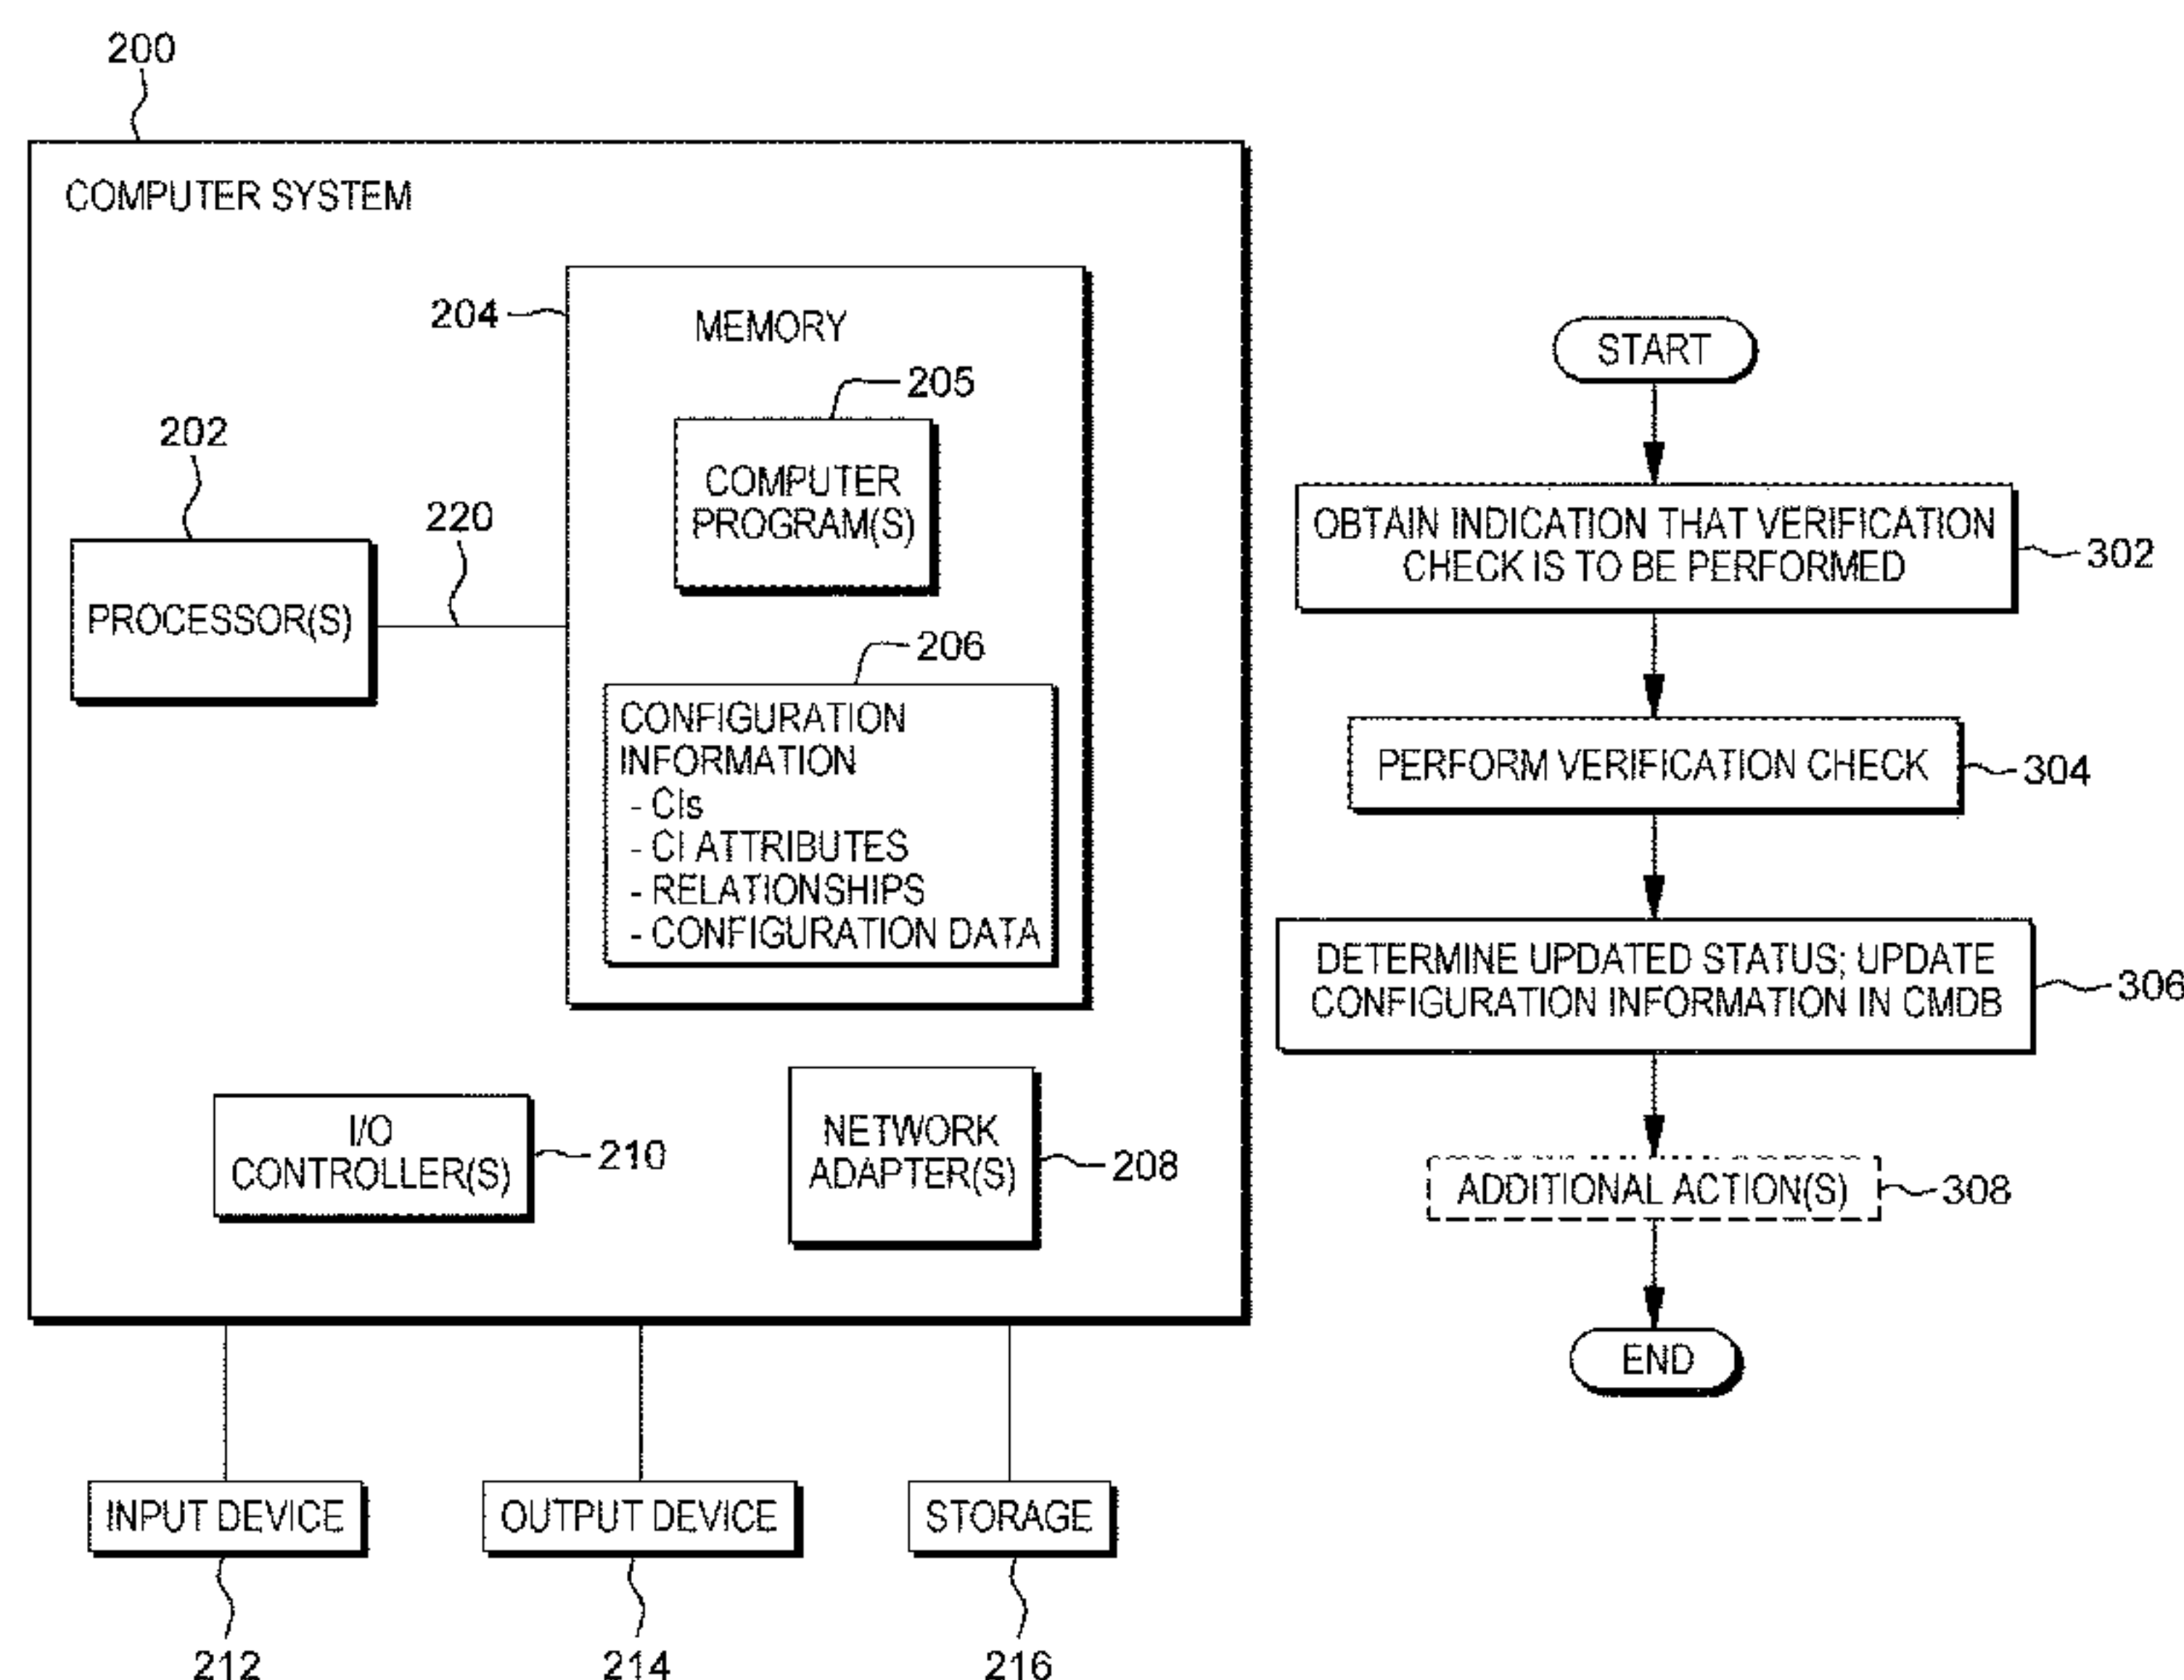 200
COMPUTER SYSTEM
204
MEMORY
205
COMPUTER
PROGRAM(S)
202
220
PROCESSOR(S)
206
CONFIGURATION
INFORMATION
- CIs
- CI ATTRIBUTES
- RELATIONSHIPS
- CONFIGURATION DATA
I/O
CONTROLLER(S)
210
NETWORK
ADAPTER(S)
208
INPUT DEVICE
OUTPUT DEVICE
STORAGE
212
214
216
START
OBTAIN INDICATION THAT VERIFICATION
CHECK IS TO BE PERFORMED
302
PERFORM VERIFICATION CHECK
304
DETERMINE UPDATED STATUS; UPDATE
CONFIGURATION INFORMATION IN CMDB
306
ADDITIONAL ACTION(S)
308
END